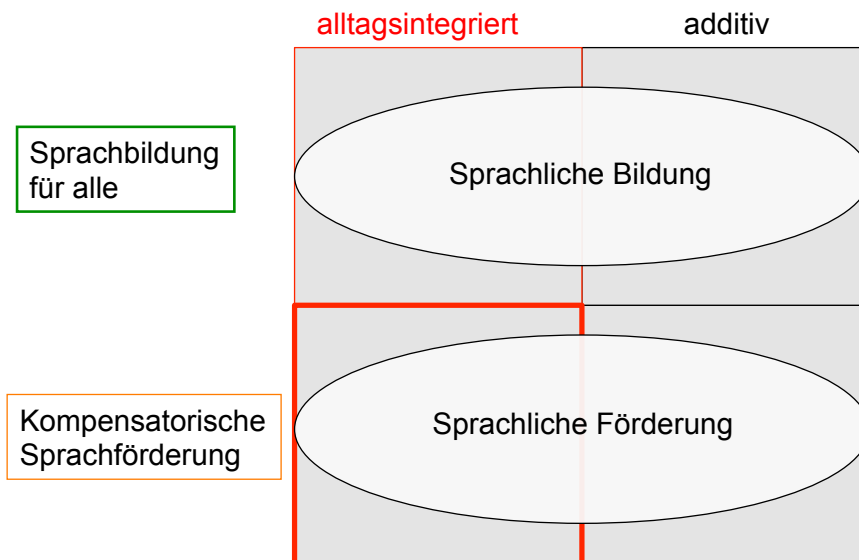 alltagsintegriert
additiv
Sprachbildung
für alle
Sprachliche Bildung
Kompensatorische
Sprachförderung
Sprachliche Förderung